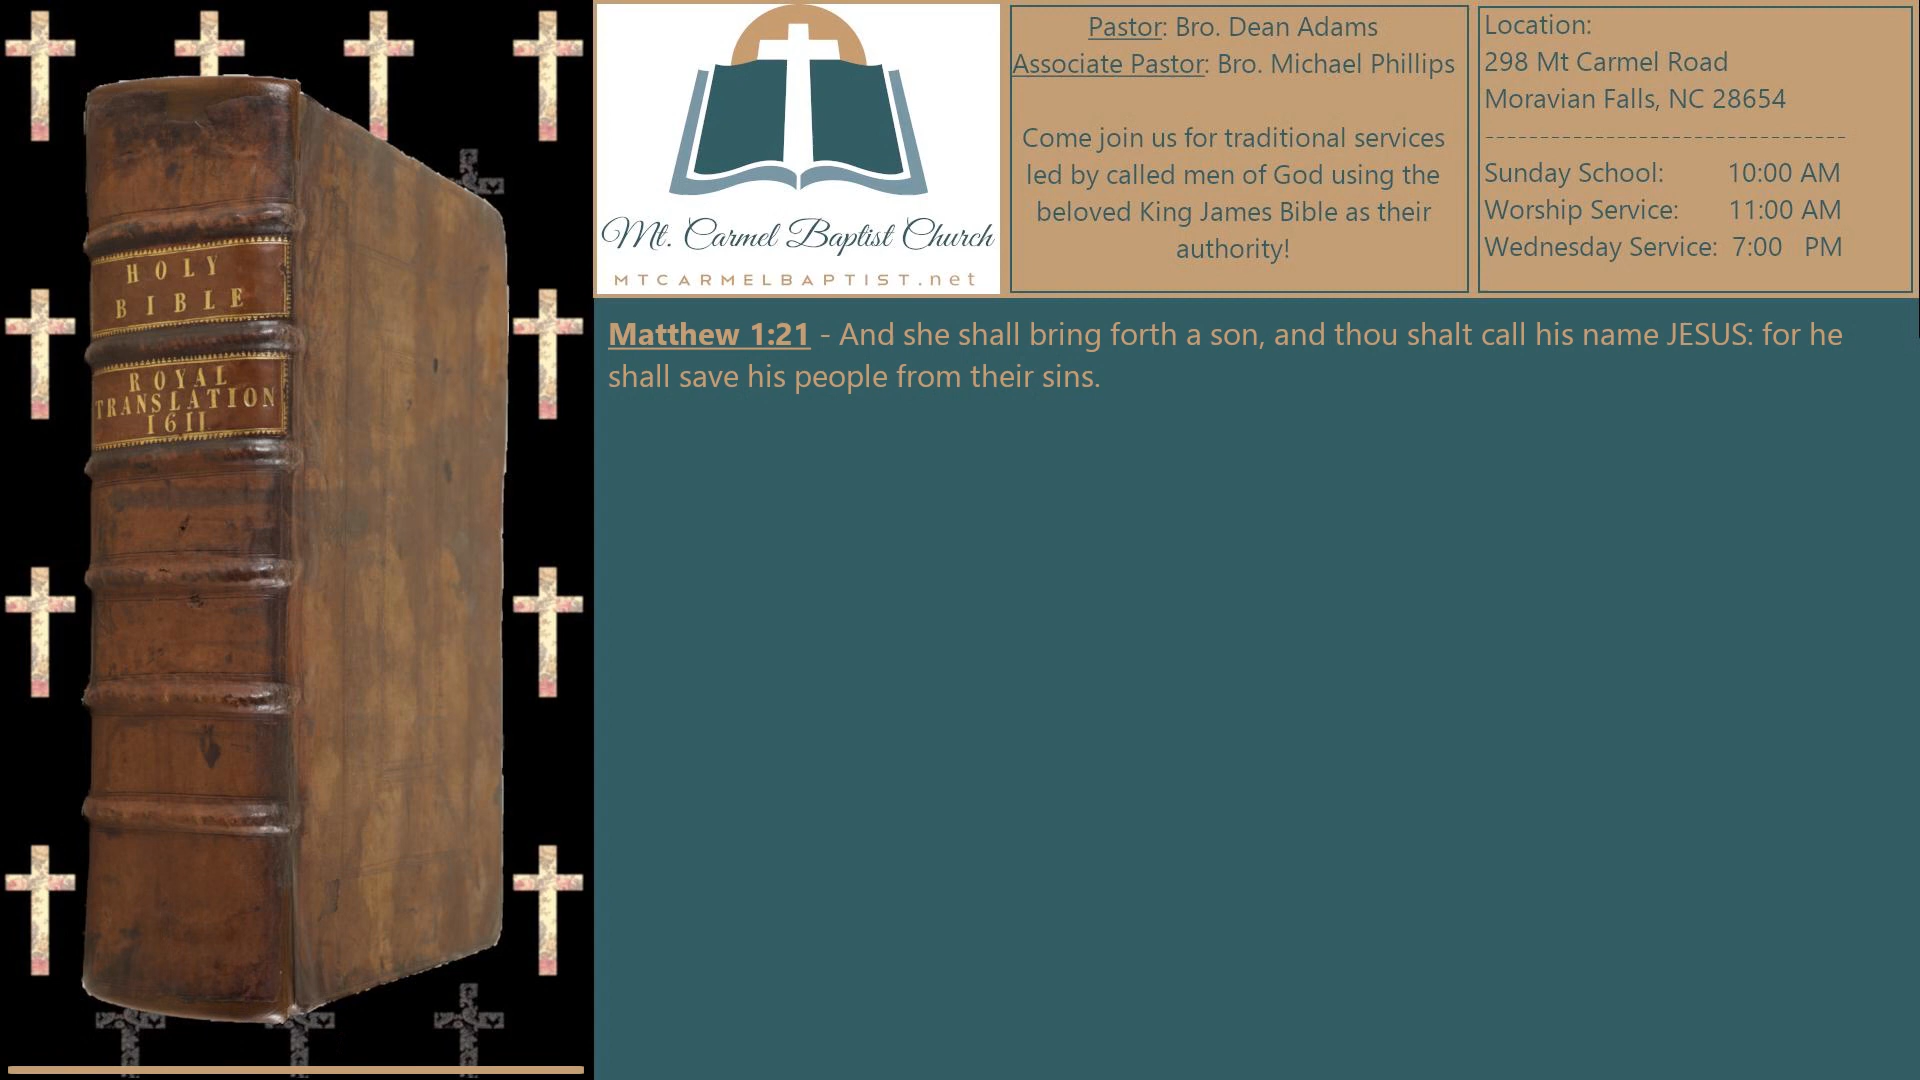 HOLY
BIBLE
ROYAL
TRANSLATION
1611
Mt. Carmel Baptist Church
MTCARMELBAPTIST.net
Pastor: Bro. Dean Adams
Associate Pastor: Bro. Michael Phillips
Come join us for traditional services
led by called men of God using the
beloved King James Bible as their
authority!
Location:
298 Mt Carmel Road
Moravian Falls, NC 28654
---------------------------------
Sunday School: 10:00 AM
Worship Service: 11:00 AM
Wednesday Service: 7:00 PM
Matthew 1:21 - And she shall bring forth a son, and thou shalt call his name JESUS: for he
shall save his people from their sins.